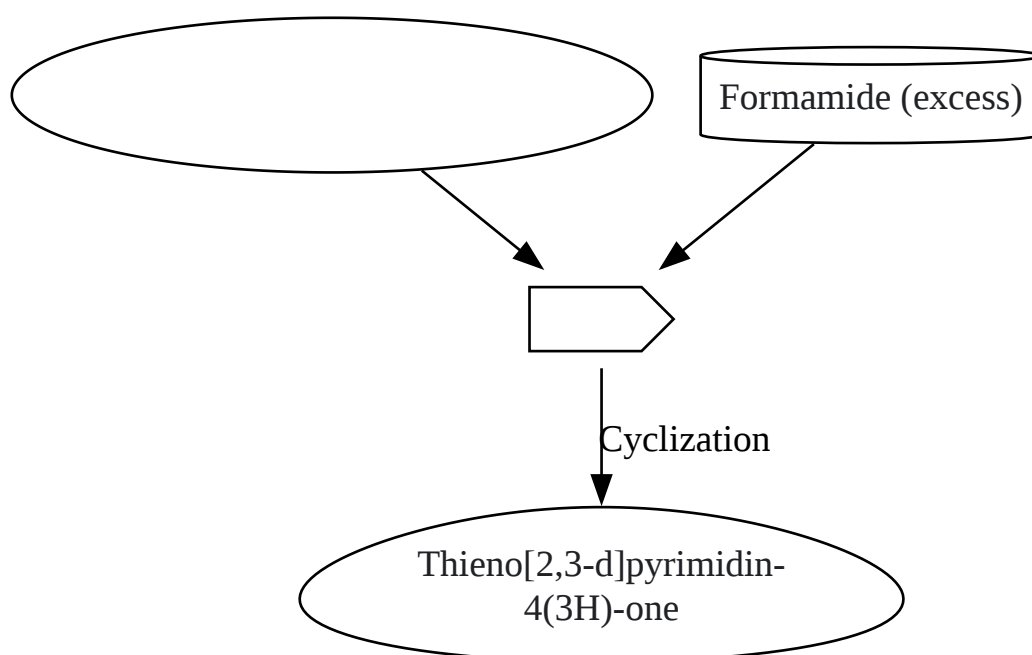 Formamide (excess)
Cyclization
Thieno[2,3-d]pyrimidin-
4(3H)-one